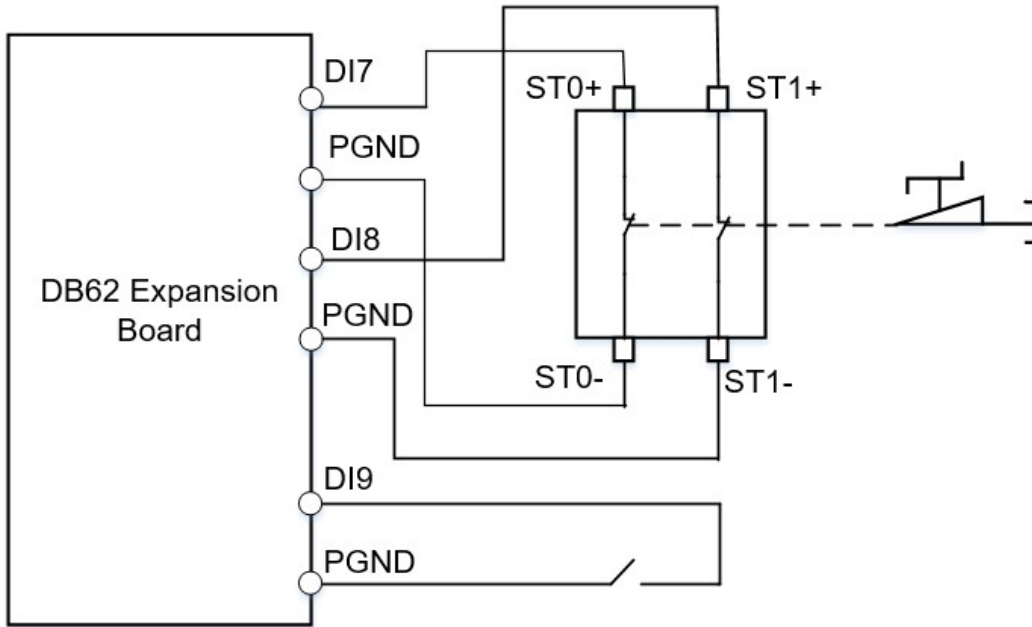 DI7
ST0+
ST1+
PGND
DI8
DB62 Expansion
Board
PGND
ST0-
ST1-
DI9
PGND